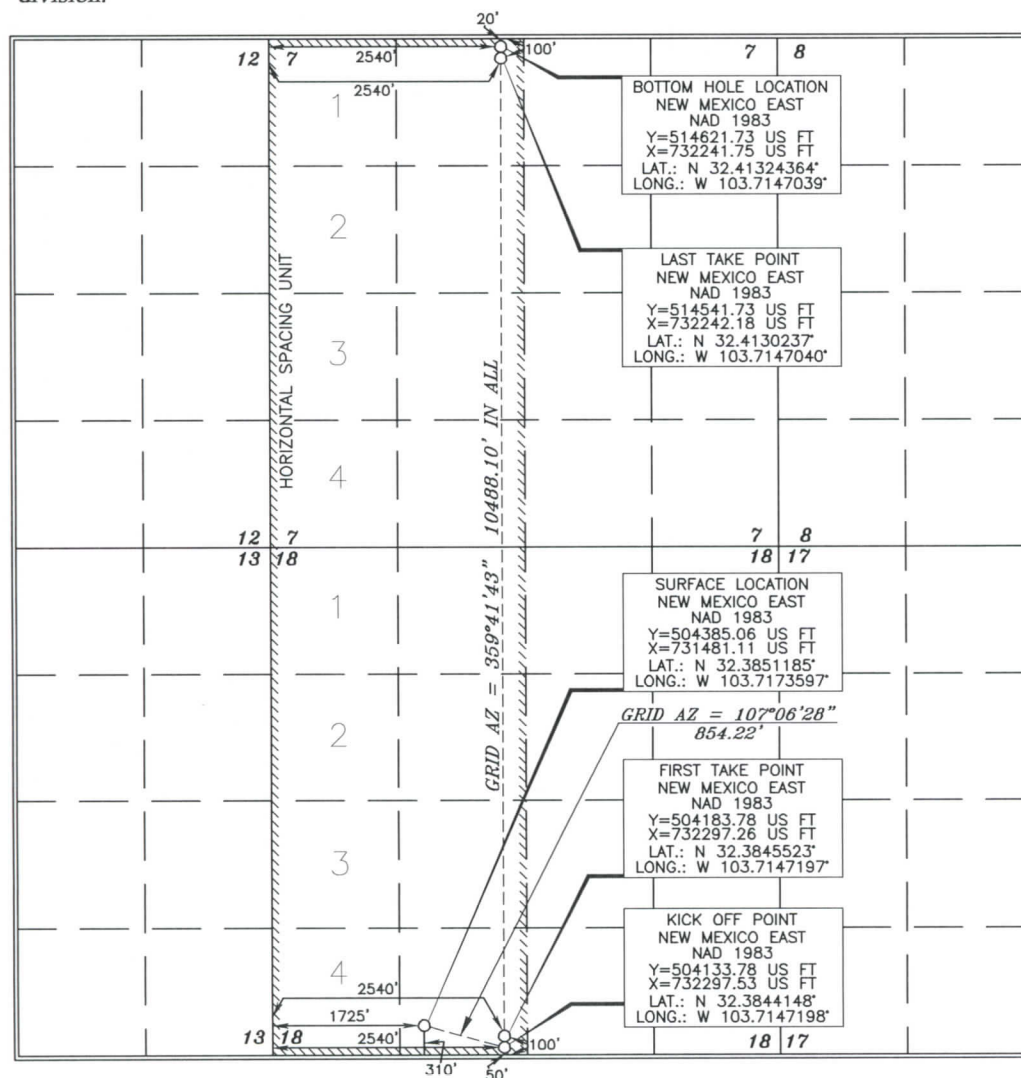 division.
20'
100'
2540'
2540'
12 7
7 8
1
2
3
4
HORIZONTAL SPACING UNIT
BOTTOM HOLE LOCATION
NEW MEXICO EAST
NAD 1983
Y=514621.73 US FT
X=732241.75 US FT
LAT.: N 32.41324364°
LONG.: W 103.7147039°
LAST TAKE POINT
NEW MEXICO EAST
NAD 1983
Y=514541.73 US FT
X=732242.18 US FT
LAT.: N 32.4130237°
LONG.: W 103.7147040°
GRID AZ = 359°41'43" 10488.10' IN ALL
12 7
13 18
7 8
18 17
1
2
3
4
SURFACE LOCATION
NEW MEXICO EAST
NAD 1983
Y=504385.06 US FT
X=731481.11 US FT
LAT.: N 32.3851185°
LONG.: W 103.7173597°
GRID AZ = 107°06'28"
854.22'
FIRST TAKE POINT
NEW MEXICO EAST
NAD 1983
Y=504183.78 US FT
X=732297.26 US FT
LAT.: N 32.3845523°
LONG.: W 103.7147197°
KICK OFF POINT
NEW MEXICO EAST
NAD 1983
Y=504133.78 US FT
X=732297.53 US FT
LAT.: N 32.3844148°
LONG.: W 103.7147198°
2540'
1725'
2540'
310'
100'
50'
13 18
18 17